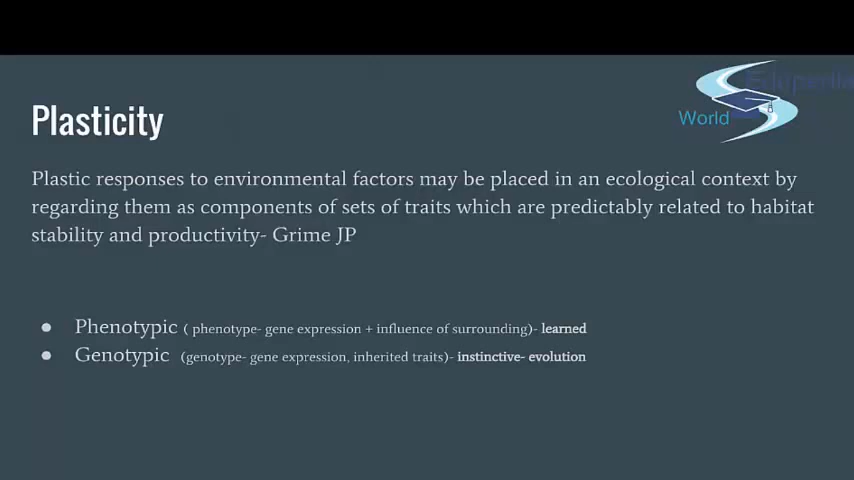 Plasticity
World
Plastic responses to environmental factors may be placed in an ecological context by
regarding them as components of sets of traits which are predictably related to habitat
stability and productivity- Grime JP
● Phenotypic ( phenotype- gene expression + influence of surrounding)- learned
● Genotypic (genotype- gene expression, inherited traits)- instinctive- evolution